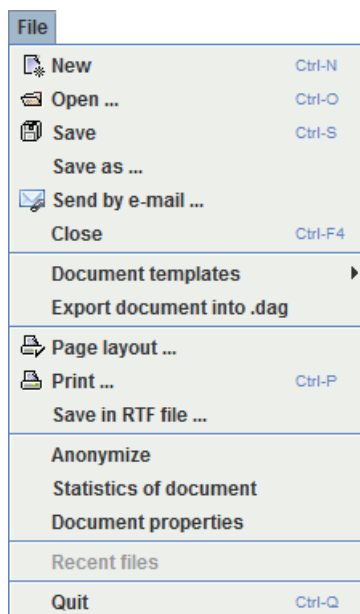 File
New Ctrl-N
Open ... Ctrl-O
Save Ctrl-S
Save as ...
Send by e-mail ...
Close Ctrl-F4
Document templates
Export document into .dag
Page layout ...
Print ... Ctrl-P
Save in RTF file ...
Anonymize
Statistics of document
Document properties
Recent files
Quit Ctrl-Q